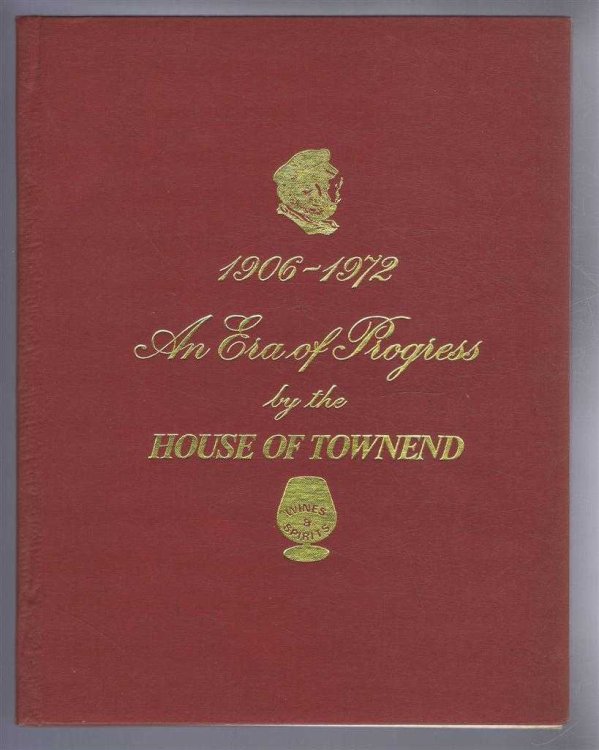 1906-1972
An Era of Progress
by the
HOUSE OF TOWNEND
WINES
&
SPIRITS